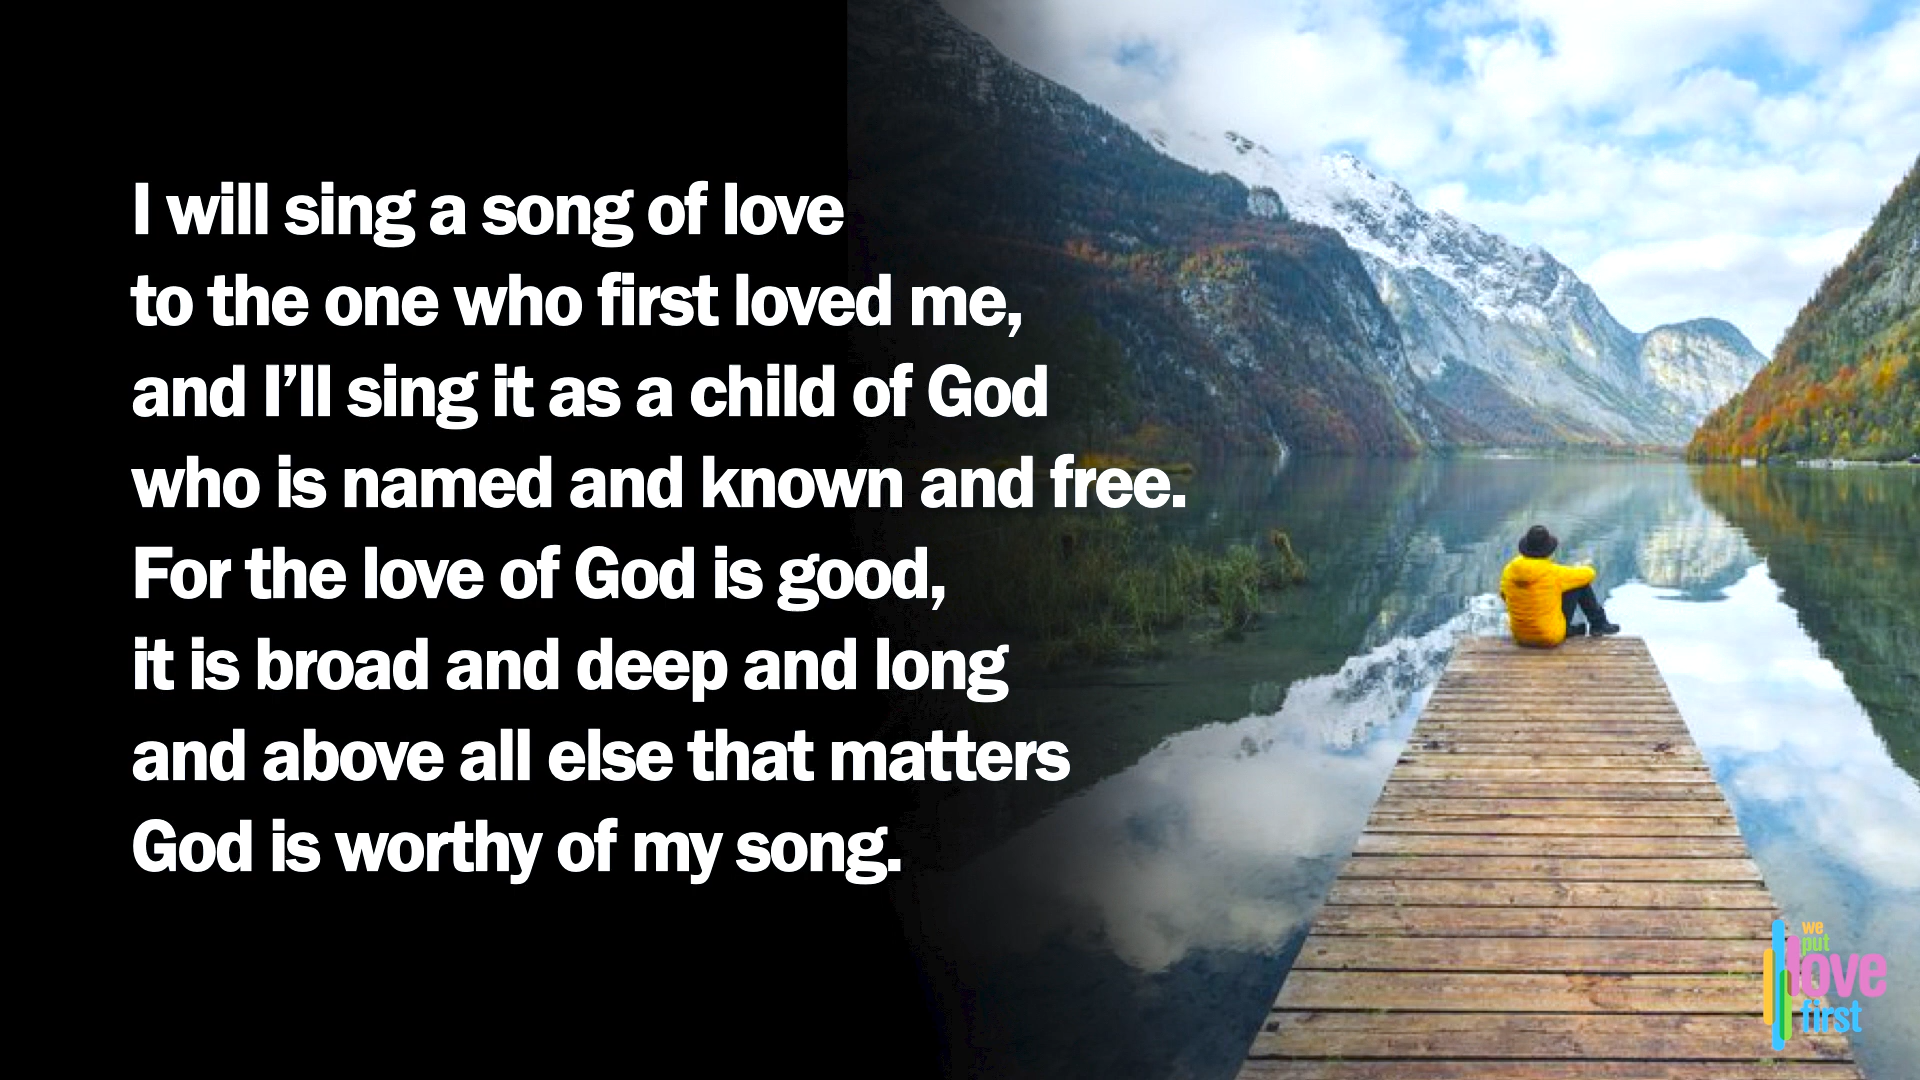 I will sing a song of love
to the one who first loved me,
and I’ll sing it as a child of God
who is named and known and free.
For the love of God is good,
it is broad and deep and long
and above all else that matters
God is worthy of my song.
we
put
love
first